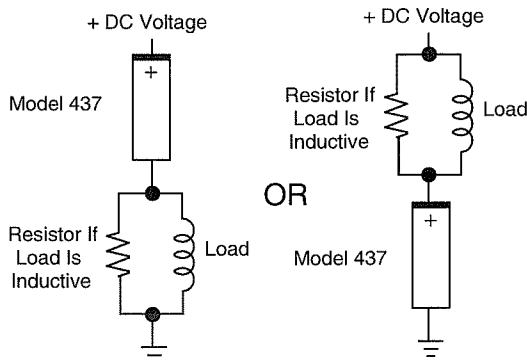 + DC Voltage
+
Model 437
Resistor If
Load Is
Inductive
Load
OR
+ DC Voltage
Resistor If
Load Is
Inductive
Load
+
Model 437